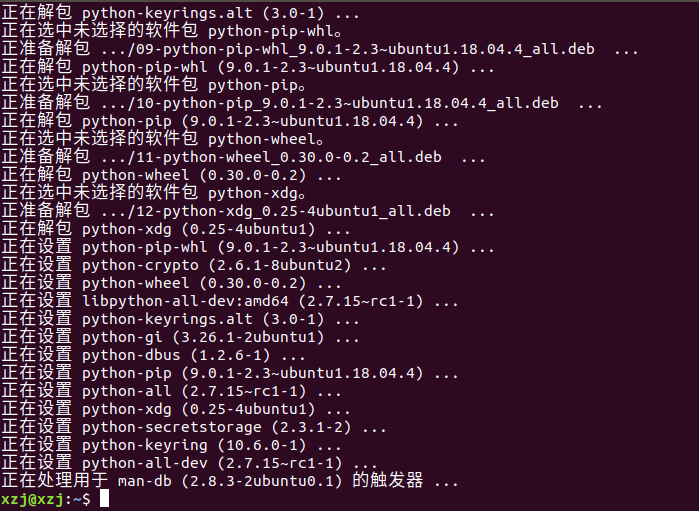 正在解包 python-keyrings.alt (3.0-1) ...
正在选中未选择的软件包 python-pip-whl。
正准备解包 .../09-python-pip-whl_9.0.1-2.3~ubuntu1.18.04.4_all.deb  ...
正在解包 python-pip-whl (9.0.1-2.3~ubuntu1.18.04.4) ...
正在选中未选择的软件包 python-pip。
正准备解包 .../10-python-pip_9.0.1-2.3~ubuntu1.18.04.4_all.deb  ...
正在解包 python-pip (9.0.1-2.3~ubuntu1.18.04.4) ...
正在选中未选择的软件包 python-wheel。
正准备解包 .../11-python-wheel_0.30.0-0.2_all.deb  ...
正在解包 python-wheel (0.30.0-0.2) ...
正在选中未选择的软件包 python-xdg。
正准备解包 .../12-python-xdg_0.25-4ubuntu1_all.deb  ...
正在解包 python-xdg (0.25-4ubuntu1) ...
正在设置 python-pip-whl (9.0.1-2.3~ubuntu1.18.04.4) ...
正在设置 python-crypto (2.6.1-8ubuntu2) ...
正在设置 python-wheel (0.30.0-0.2) ...
正在设置 libpython-all-dev:amd64 (2.7.15~rc1-1) ...
正在设置 python-keyrings.alt (3.0-1) ...
正在设置 python-gi (3.26.1-2ubuntu1) ...
正在设置 python-dbus (1.2.6-1) ...
正在设置 python-pip (9.0.1-2.3~ubuntu1.18.04.4) ...
正在设置 python-all (2.7.15~rc1-1) ...
正在设置 python-xdg (0.25-4ubuntu1) ...
正在设置 python-secretstorage (2.3.1-2) ...
正在设置 python-keyring (10.6.0-1) ...
正在设置 python-all-dev (2.7.15~rc1-1) ...
正在处理用于 man-db (2.8.3-2ubuntu0.1) 的触发器 ...
xzj@xzj:~$